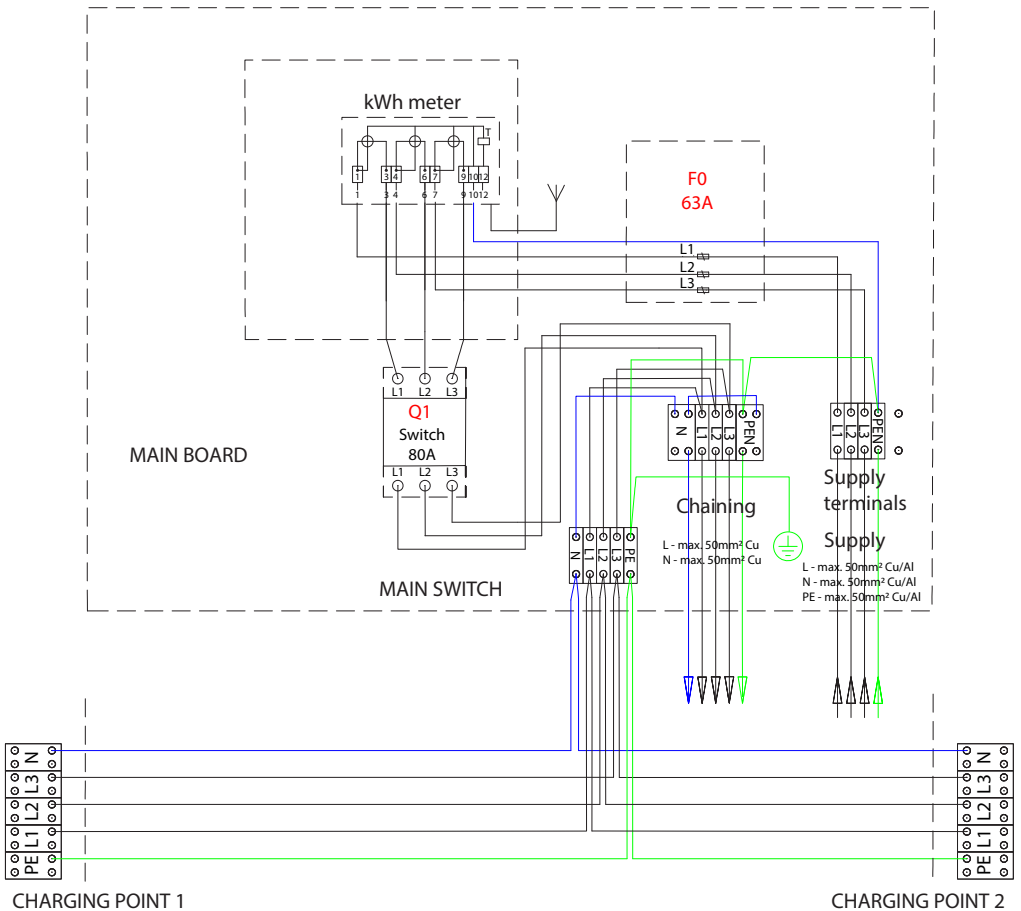 kWh meter
T
1 3 4 6 7 9 10 12
1 3 4 6 7 9 10 12
F0
63A
L1
L2
L3
L1 L2 L3
Q1
Switch
80A
L1 L2 L3
MAIN BOARD
N L1 L2 L3 PEN
L1 L2 L3 PEN
Chaining
L - max. 50mm² Cu
N - max. 50mm² Cu
Supply
terminals
Supply
L - max. 50mm² Cu/Al
N - max. 50mm² Cu/Al
PE - max. 50mm² Cu/Al
N L1 L2 L3 PE
MAIN SWITCH
N
L3
L2
L1
PE
CHARGING POINT 1
N
L3
L2
L1
PE
CHARGING POINT 2